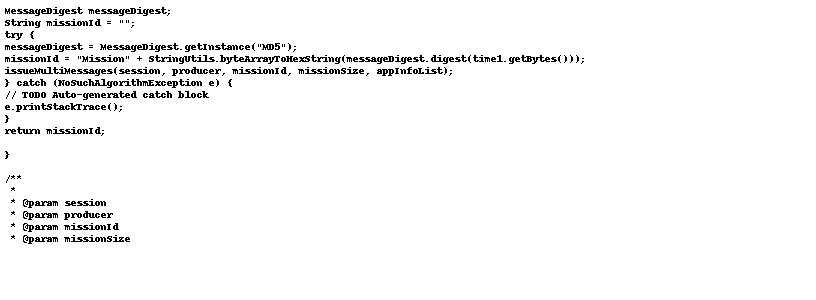 MessageDigest messageDigest;
String missionId = "";
try {
messageDigest = MessageDigest.getInstance("MD5");
missionId = "Mission" + StringUtils.byteArrayToHexString(messageDigest.digest(time1.getBytes()));
issueMultiMessages(session, producer, missionId, missionSize, appInfoList);
} catch (NoSuchAlgorithmException e) {
// TODO Auto-generated catch block
e.printStackTrace();
}
return missionId;

}

/**
 *
 * @param session
 * @param producer
 * @param missionId
 * @param missionSize